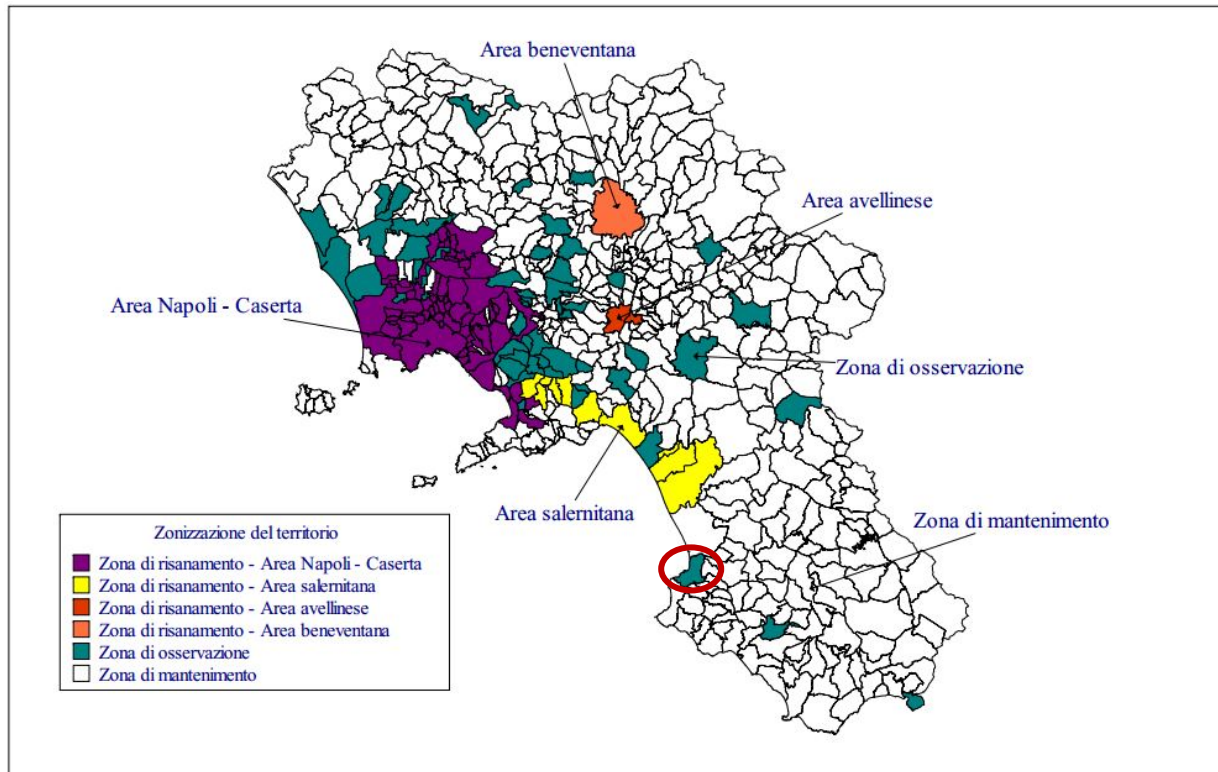 Area beneventana
Area avellinese
Area Napoli - Caserta
Zona di osservazione
Area salernitana
Zona di mantenimento
Zonizzazione del territorio
Zona di risanamento - Area Napoli - Caserta
Zona di risanamento - Area salernitana
Zona di risanamento - Area avellinese
Zona di risanamento - Area beneventana
Zona di osservazione
Zona di mantenimento